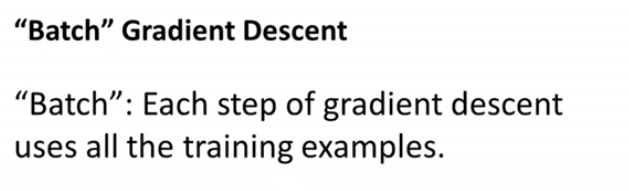 “Batch” Gradient Descent
“Batch”: Each step of gradient descent
uses all the training examples.